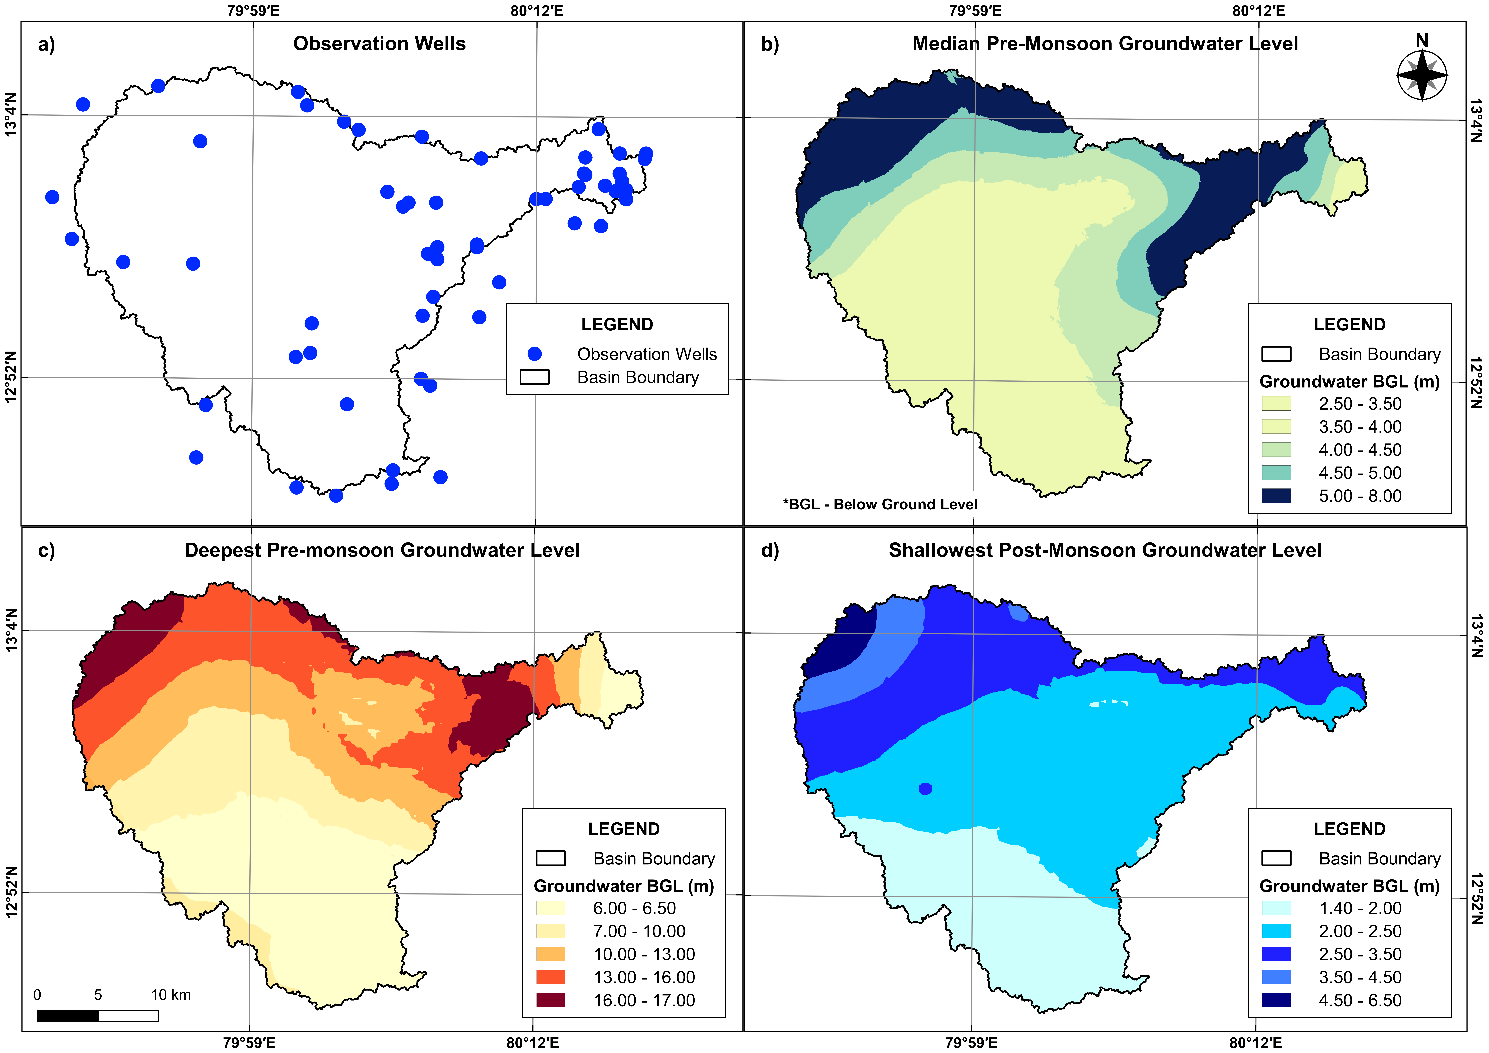 79°59'E
80°12'E
79°59'E
80°12'E
a)
Observation Wells
13°4'N
12°52'N
LEGEND
Observation Wells
Basin Boundary
b)
Median Pre-Monsoon Groundwater Level
N
13°4'N
12°52'N
LEGEND
Basin Boundary
Groundwater BGL (m)
2.50 - 3.50
3.50 - 4.00
4.00 - 4.50
4.50 - 5.00
5.00 - 8.00
*BGL - Below Ground Level
c)
Deepest Pre-monsoon Groundwater Level
13°4'N
12°52'N
LEGEND
Basin Boundary
Groundwater BGL (m)
6.00 - 6.50
7.00 - 10.00
10.00 - 13.00
13.00 - 16.00
16.00 - 17.00
0 5 10 km
d)
Shallowest Post-Monsoon Groundwater Level
13°4'N
12°52'N
LEGEND
Basin Boundary
Groundwater BGL (m)
1.40 - 2.00
2.00 - 2.50
2.50 - 3.50
3.50 - 4.50
4.50 - 6.50
79°59'E
80°12'E
79°59'E
80°12'E